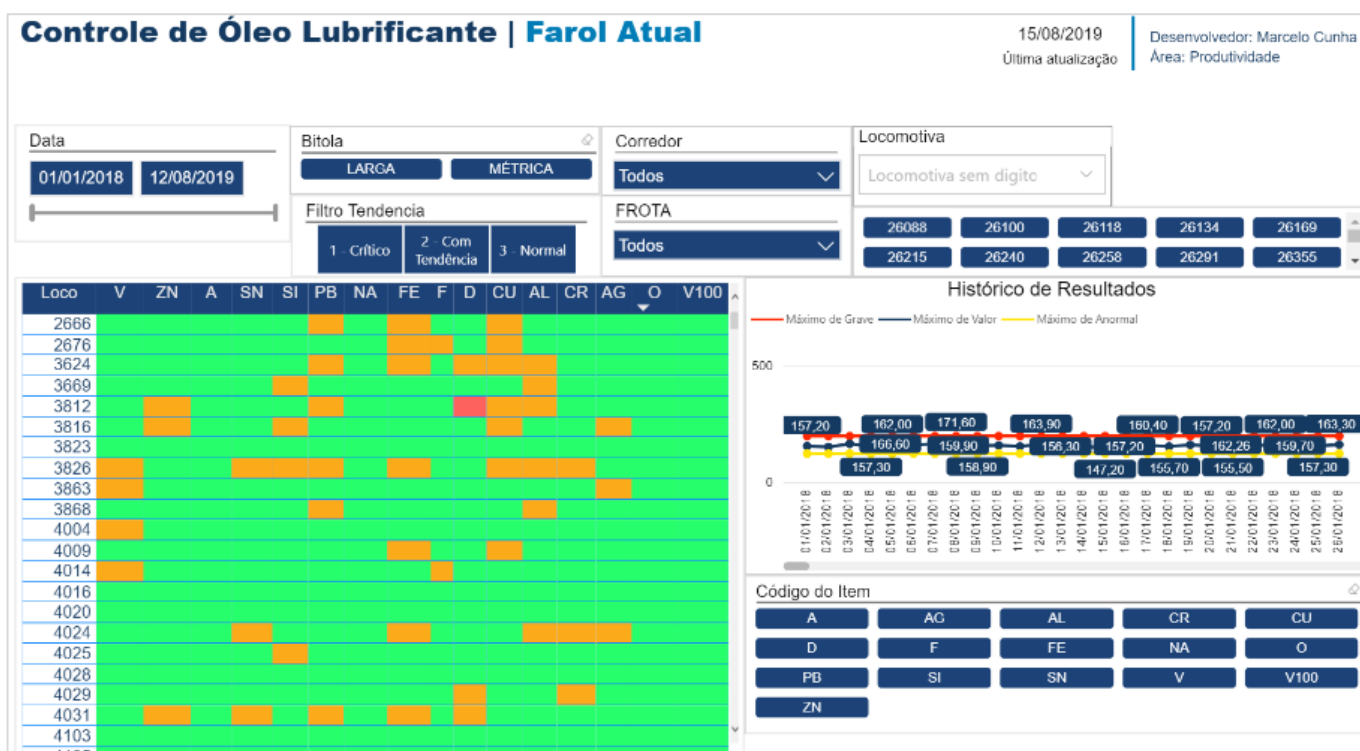 Controle de Óleo Lubrificante | Farol Atual
15/08/2019
Última atualização
Desenvolvedor: Marcelo Cunha
Área: Produtividade
Data
01/01/2018 12/08/2019
Bitola
LARGA MÉTRICA
Filtro Tendencia
1 - Crítico 2 - Com Tendência 3 - Normal
Corredor
Todos
FROTA
Todos
Locomotiva
Locomotiva sem digito
26088 26100 26118 26134 26169
26215 26240 26258 26291 26355
Loco V ZN A SN SI PB NA FE F D CU AL CR AG O V100
2666
2676
3624
3669
3812
3816
3823
3826
3863
3868
4004
4009
4014
4016
4020
4024
4025
4028
4029
4031
4103
Histórico de Resultados
Máximo de Grave Máximo de Valor Máximo de Anormal
500
157,20 162,00 171,60 163,90 160,40 157,20 162,00 163,30
166,60 159,90 156,30 157,20 162,26 159,70
157,30 158,90 147,20 155,70 155,50 157,30
0
01/01/2018
02/01/2018
03/01/2018
04/01/2018
05/01/2018
06/01/2018
07/01/2018
08/01/2018
09/01/2018
10/01/2018
11/01/2018
12/01/2018
13/01/2018
14/01/2018
15/01/2018
16/01/2018
17/01/2018
18/01/2018
19/01/2018
20/01/2018
21/01/2018
22/01/2018
23/01/2018
24/01/2018
25/01/2018
26/01/2018
Código do Item
A AG AL CR CU
D F FE NA O
PB SI SN V V100
ZN